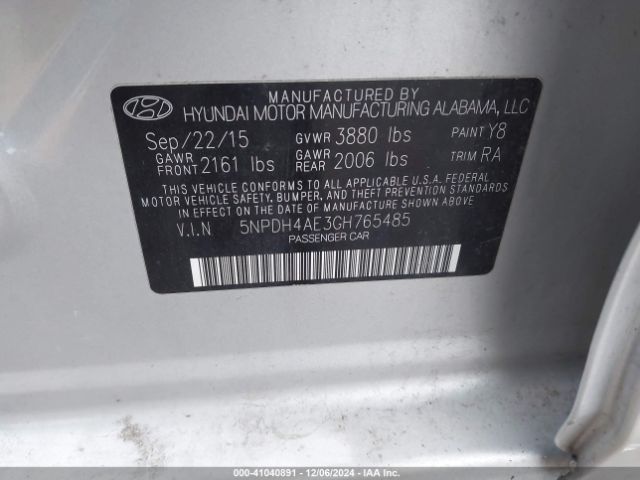 MANUFACTURED BY
HYUNDAI MOTOR MANUFACTURING ALABAMA, LLC
Sep/22/15 GVWR 3880 lbs PAINT Y8
GAWR FRONT 2161 lbs GAWR REAR 2006 lbs TRIM RA
THIS VEHICLE CONFORMS TO ALL APPLICABLE U.S.A. FEDERAL
MOTOR VEHICLE SAFETY, BUMPER, AND THEFT PREVENTION STANDARDS
IN EFFECT ON THE DATE OF MANUFACTURE SHOWN ABOVE.
V.I.N 5NPDH4AE3GH765485
PASSENGER CAR
000-41040891 - 12/06/2024 - IAA Inc.